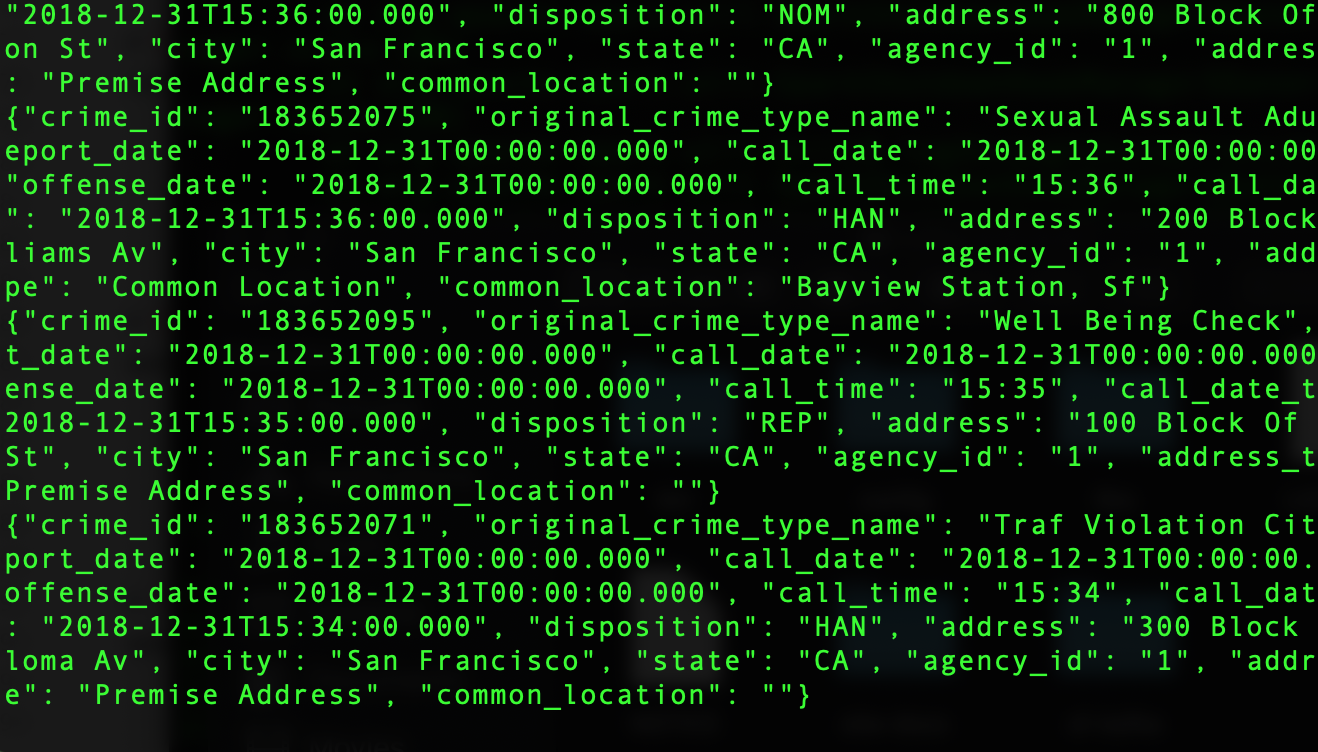 "2018-12-31T15:36:00.000", "disposition": "NOM", "address": "800 Block Of
on St", "city": "San Francisco", "state": "CA", "agency_id": "1", "addres
: "Premise Address", "common_location": ""}
{"crime_id": "183652075", "original_crime_type_name": "Sexual Assault Adu
eport_date": "2018-12-31T00:00:00.000", "call_date": "2018-12-31T00:00:00
"offense_date": "2018-12-31T00:00:00.000", "call_time": "15:36", "call_da
": "2018-12-31T15:36:00.000", "disposition": "HAN", "address": "200 Block
liams Av", "city": "San Francisco", "state": "CA", "agency_id": "1", "add
pe": "Common Location", "common_location": "Bayview Station, Sf"}
{"crime_id": "183652095", "original_crime_type_name": "Well Being Check",
t_date": "2018-12-31T00:00:00.000", "call_date": "2018-12-31T00:00:00.000
ense_date": "2018-12-31T00:00:00.000", "call_time": "15:35", "call_date_t
2018-12-31T15:35:00.000", "disposition": "REP", "address": "100 Block Of
St", "city": "San Francisco", "state": "CA", "agency_id": "1", "address_t
Premise Address", "common_location": ""}
{"crime_id": "183652071", "original_crime_type_name": "Traf Violation Cit
port_date": "2018-12-31T00:00:00.000", "call_date": "2018-12-31T00:00:00.
offense_date": "2018-12-31T00:00:00.000", "call_time": "15:34", "call_dat
: "2018-12-31T15:34:00.000", "disposition": "HAN", "address": "300 Block
loma Av", "city": "San Francisco", "state": "CA", "agency_id": "1", "addr
e": "Premise Address", "common_location": ""}